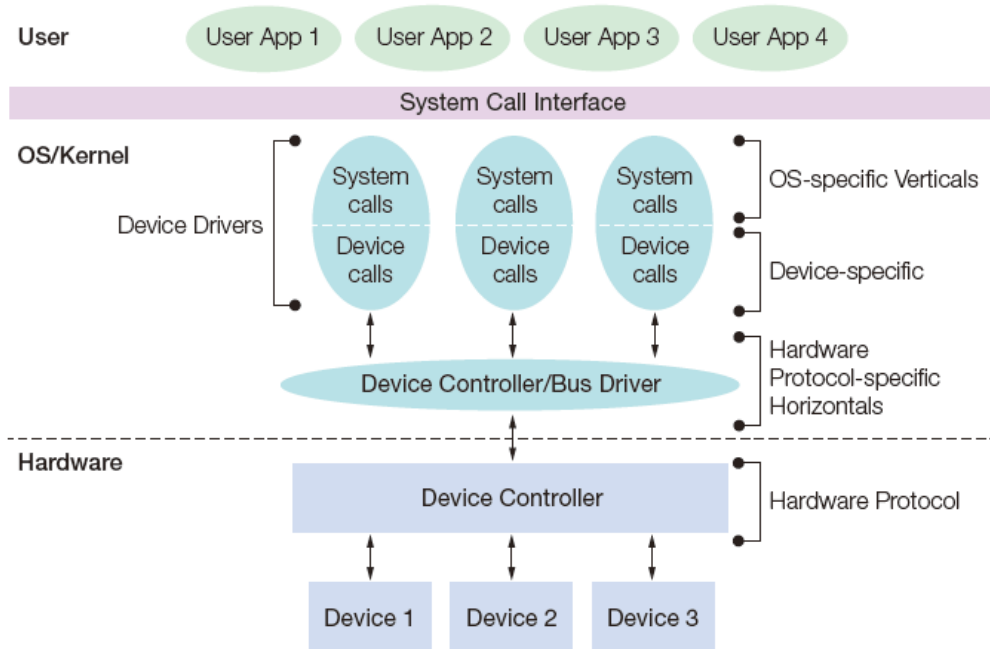 User
User App 1
User App 2
User App 3
User App 4
System Call Interface
OS/Kernel
Device Drivers
System
calls
Device
calls
System
calls
Device
calls
System
calls
Device
calls
OS-specific Verticals
Device-specific
Device Controller/Bus Driver
Hardware
Protocol-specific
Horizontals
Hardware
Device Controller
Hardware Protocol
Device 1
Device 2
Device 3